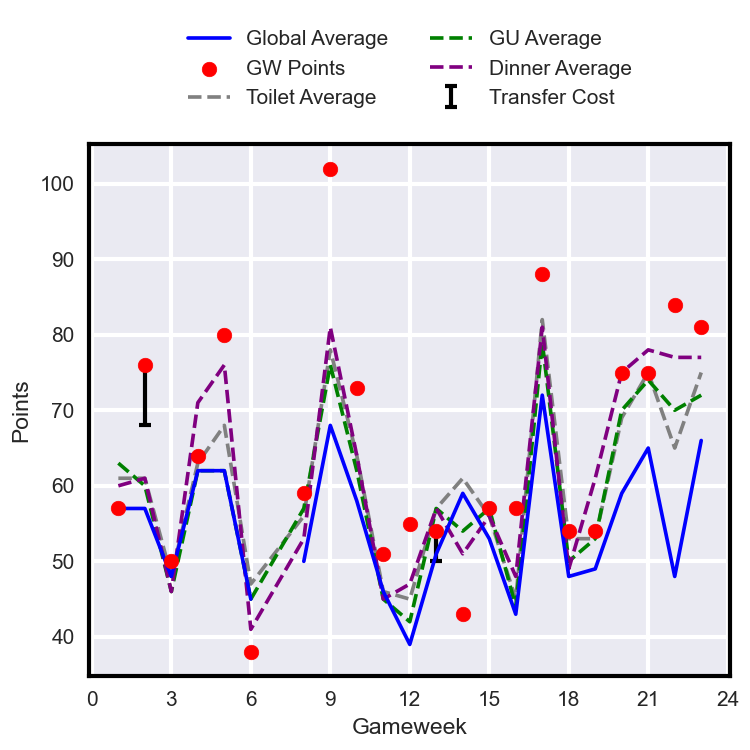 Global Average
GW Points
Toilet Average
GU Average
Dinner Average
Transfer Cost
100
90
80
70
60
50
40
Points
0 3 6 9 12 15 18 21 24
Gameweek